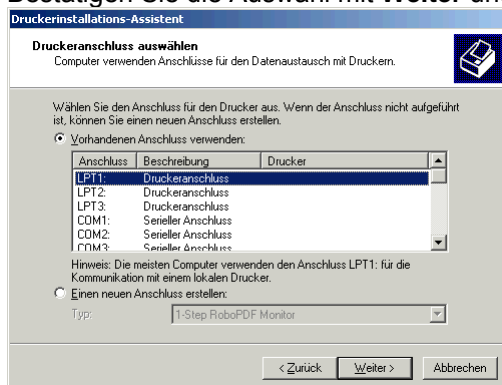 Bestätigen Sie die Auswahl mit Weiter un
Druckerinstallations-Assistent
Druckeranschluss auswählen
Computer verwenden Anschlüsse für den Datenaustausch mit Druckern.
Wählen Sie den Anschluss für den Drucker aus. Wenn der Anschluss nicht aufgeführt
ist, können Sie einen neuen Anschluss erstellen.
Vorhandenen Anschluss verwenden:
Anschluss Beschreibung Drucker
LPT1: Druckeranschluss
LPT2: Druckeranschluss
LPT3: Druckeranschluss
COM1: Serieller Anschluss
COM2: Serieller Anschluss
COM3: Serieller Anschluss
Hinweis: Die meisten Computer verwenden den Anschluss LPT1: für die
Kommunikation mit einem lokalen Drucker.
Einen neuen Anschluss erstellen:
Typ: 1-Step RoboPDF Monitor
< Zurück Weiter > Abbrechen